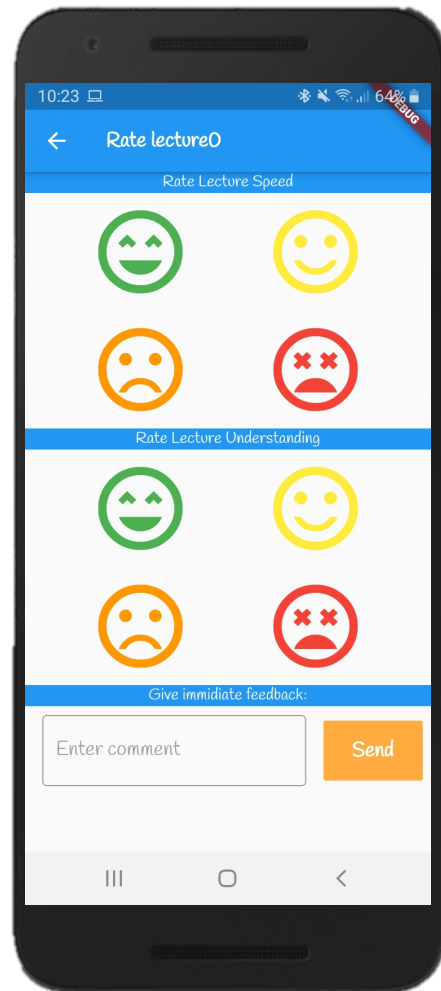 10:23 64%
DEBUG
Rate lecture0
Rate Lecture Speed
Rate Lecture Understanding
Give immidiate feedback:
Enter comment
Send